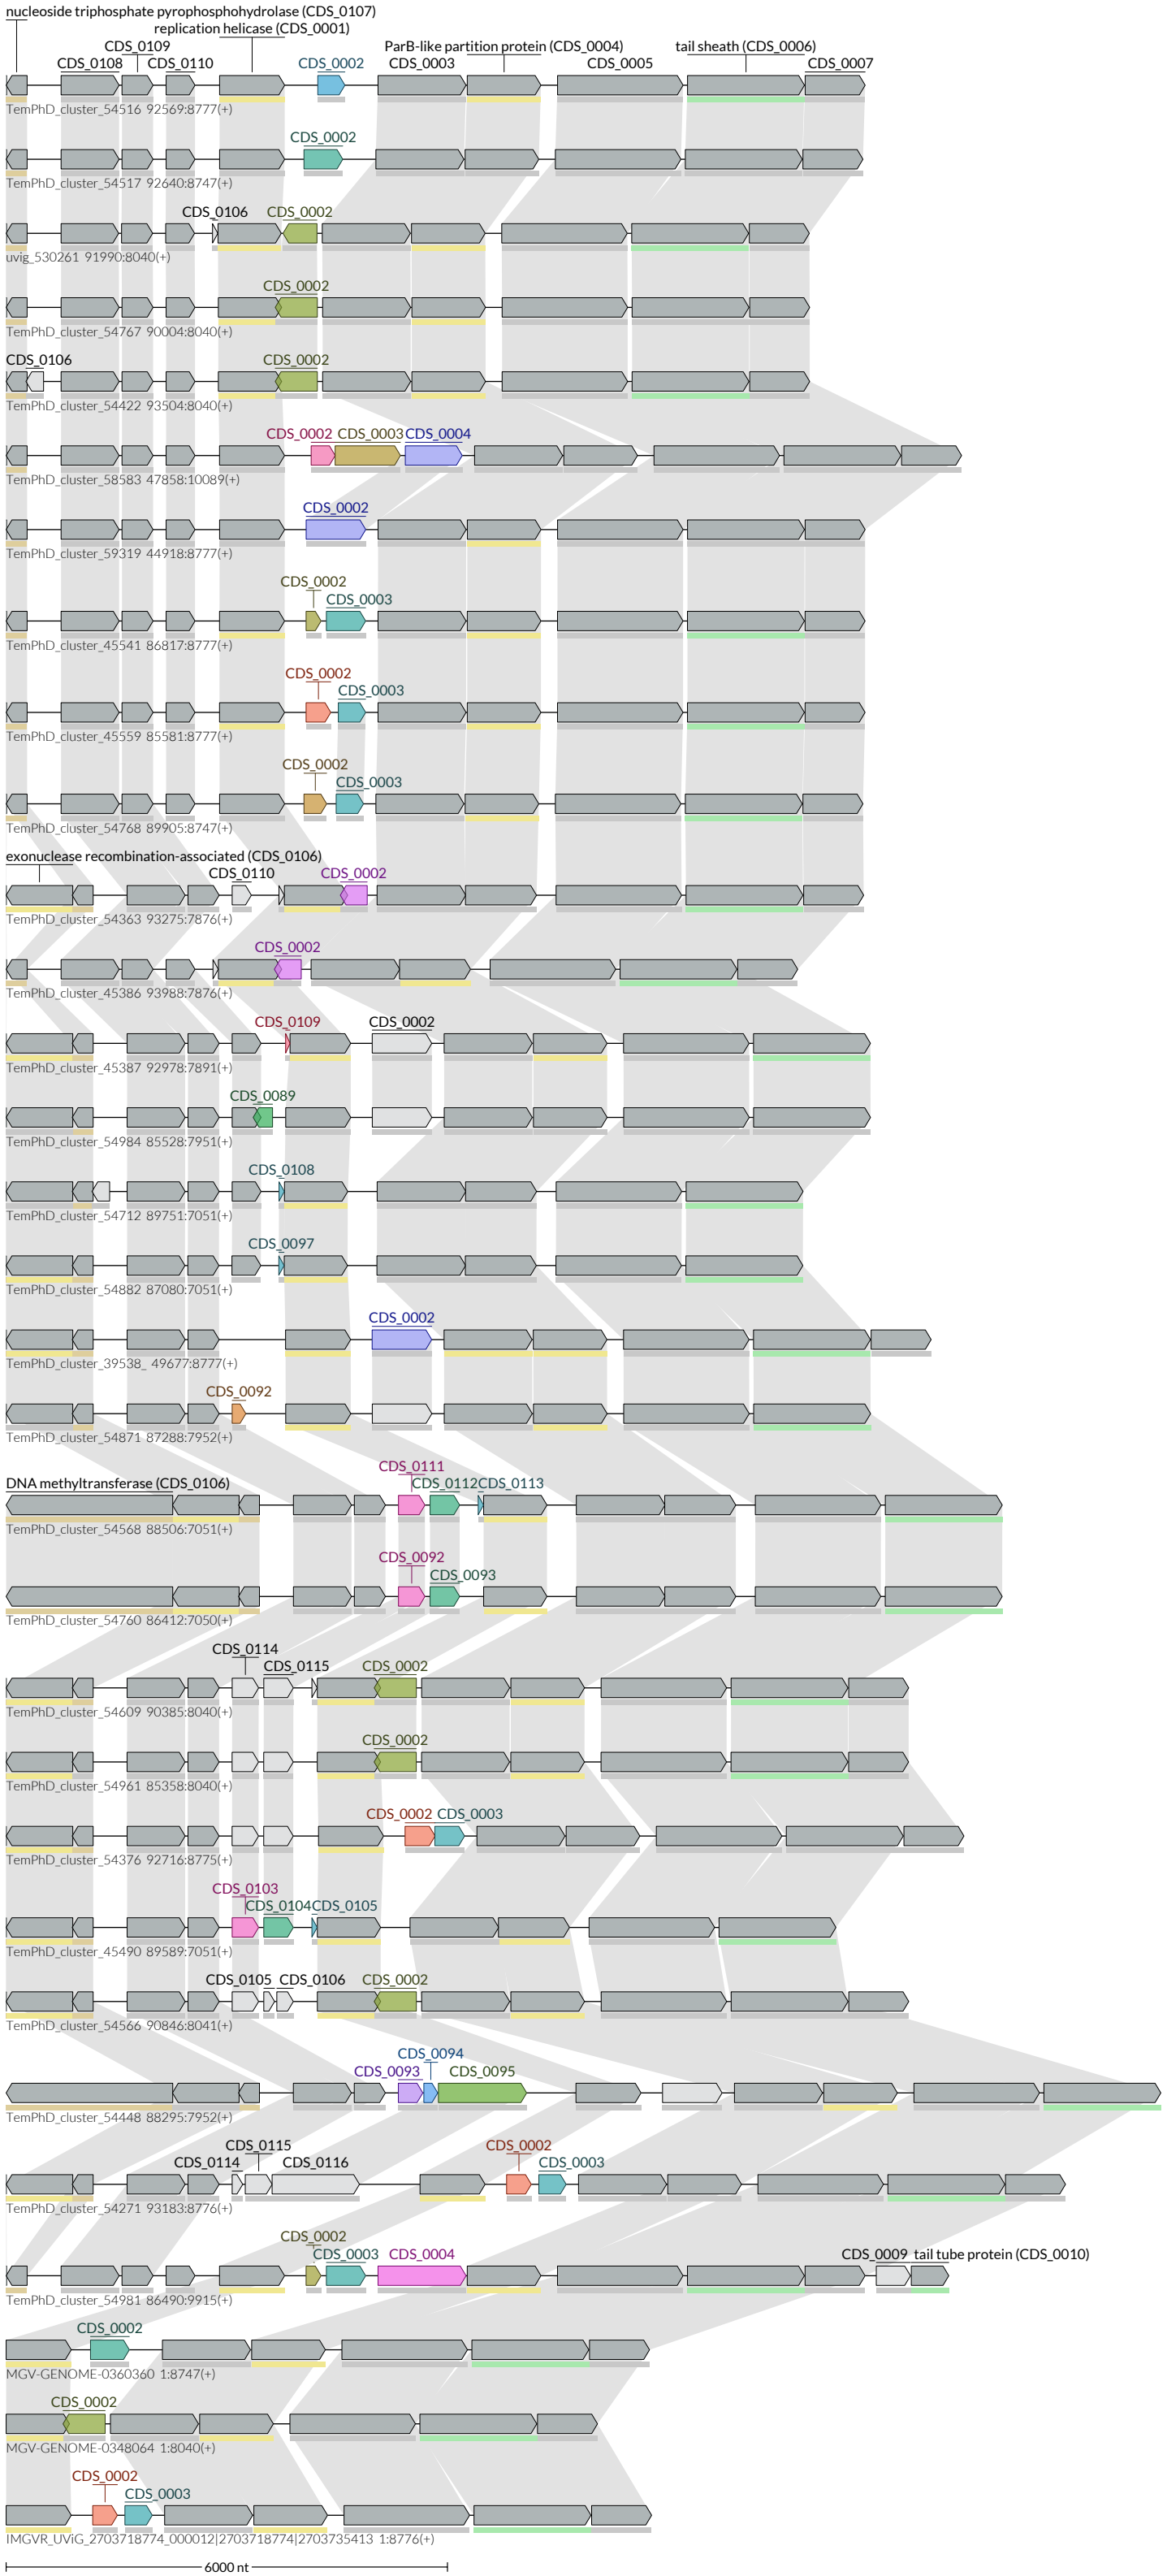 nucleoside triphosphate pyrophosphohydrolase (CDS_0107)
replication helicase (CDS_0001)
CDS_0109 ParB-like partition protein (CDS_0004) tail sheath (CDS_0006)
CDS_0108 CDS_0110 CDS_0002 CDS_0003 CDS_0005 CDS_0007
TemPhD_cluster_54516 92569:8777(+)
CDS_0002
TemPhD_cluster_54517 92640:8747(+)
CDS_0106 CDS_0002
uvig_530261 91990:8040(+)
CDS_0002
TemPhD_cluster_54767 90004:8040(+)
CDS_0106 CDS_0002
TemPhD_cluster_54422 93504:8040(+)
CDS_0002 CDS_0003 CDS_0004
TemPhD_cluster_58583 47858:10089(+)
CDS_0002
TemPhD_cluster_59319 44918:8777(+)
CDS_0002
CDS_0003
TemPhD_cluster_45541 86817:8777(+)
CDS_0002
CDS_0003
TemPhD_cluster_45559 85581:8777(+)
CDS_0002
CDS_0003
TemPhD_cluster_54768 89905:8747(+)
exonuclease recombination-associated (CDS_0106)
CDS_0110 CDS_0002
TemPhD_cluster_54363 93275:7876(+)
CDS_0002
TemPhD_cluster_45386 93988:7876(+)
CDS_0109 CDS_0002
TemPhD_cluster_45387 92978:7891(+)
CDS_0089
TemPhD_cluster_54984 85528:7951(+)
CDS_0108
TemPhD_cluster_54712 89751:7051(+)
CDS_0097
TemPhD_cluster_54882 87080:7051(+)
CDS_0002
TemPhD_cluster_39538_ 49677:8777(+)
CDS_0092
TemPhD_cluster_54871 87288:7952(+)
CDS_0111
DNA methyltransferase (CDS_0106) CDS_0112 CDS_0113
TemPhD_cluster_54568 88506:7051(+)
CDS_0092
CDS_0093
TemPhD_cluster_54760 86412:7050(+)
CDS_0114
CDS_0115 CDS_0002
TemPhD_cluster_54609 90385:8040(+)
CDS_0002
TemPhD_cluster_54961 85358:8040(+)
CDS_0002 CDS_0003
TemPhD_cluster_54376 92716:8775(+)
CDS_0103
CDS_0104 CDS_0105
TemPhD_cluster_45490 89589:7051(+)
CDS_0105 CDS_0106 CDS_0002
TemPhD_cluster_54566 90846:8041(+)
CDS_0094
CDS_0093 CDS_0095
TemPhD_cluster_54448 88295:7952(+)
CDS_0115 CDS_0002
CDS_0114 CDS_0116 CDS_0003
TemPhD_cluster_54271 93183:8776(+)
CDS_0002
CDS_0003 CDS_0004 CDS_0009 tail tube protein (CDS_0010)
TemPhD_cluster_54981 86490:9915(+)
CDS_0002
MGV-GENOME-0360360 1:8747(+)
CDS_0002
MGV-GENOME-0348064 1:8040(+)
CDS_0002
CDS_0003
IMGVR_UViG_2703718774_000012|2703718774|2703735413 1:8776(+)
6000 nt